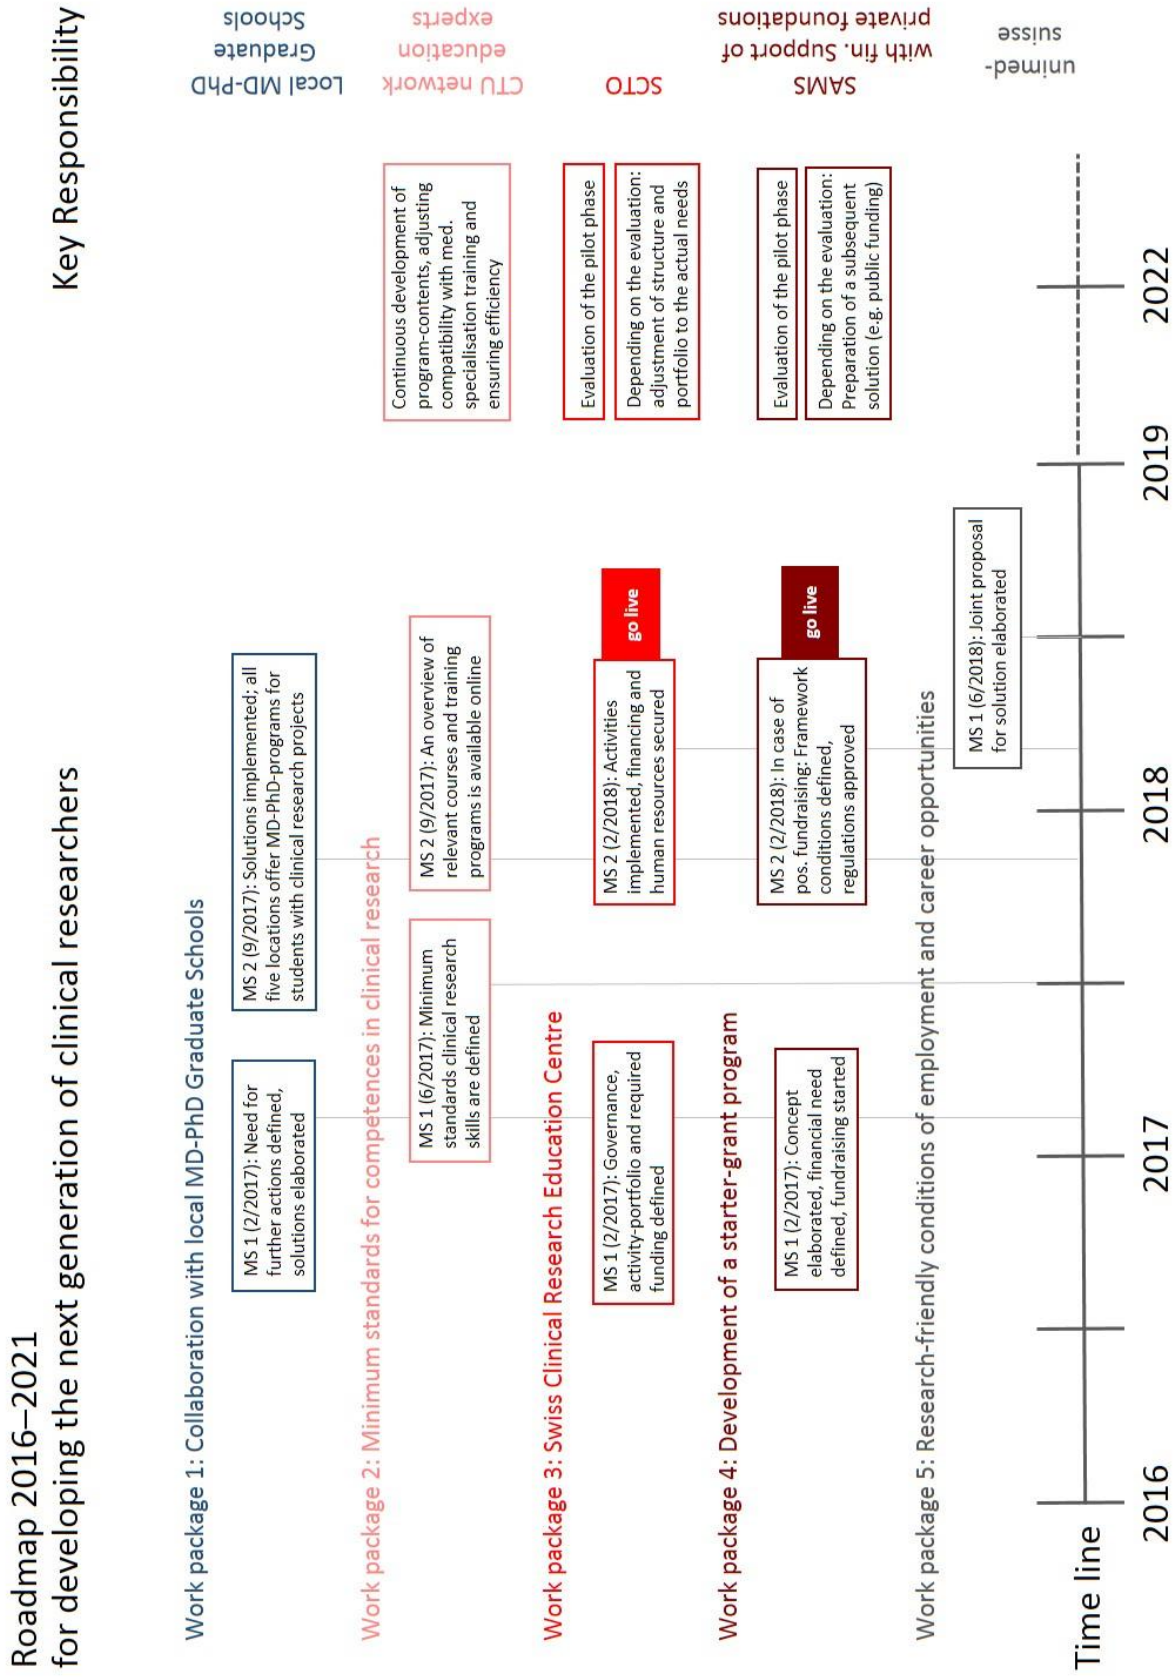 Roadmap 2016–2021
for developing the next generation of clinical researchers
Key Responsibility
Work package 1: Collaboration with local MD-PhD Graduate Schools
MS 1 (2/2017): Need for
further actions defined,
solutions elaborated
MS 2 (9/2017): Solutions implemented; all
five locations offer MD-PhD-programs for
students with clinical research projects
Local MD-PhD
Graduate
Schools
Work package 2: Minimum standards for competences in clinical research
MS 1 (6/2017): Minimum
standards clinical research
skills are defined
MS 2 (9/2017): An overview of
relevant courses and training
programs is available online
Continuous development of
program-contents, adjusting
compatibility with med.
specialisation training and
ensuring efficiency
CTU network
education
experts
Work package 3: Swiss Clinical Research Education Centre
MS 1 (2/2017): Governance,
activity-portfolio and required
funding defined
MS 2 (2/2018): Activities
implemented, financing and
human resources secured
go live
Evaluation of the pilot phase
Depending on the evaluation:
adjustment of structure and
portfolio to the actual needs
SCTO
Work package 4: Development of a starter-grant program
MS 1 (2/2017): Concept
elaborated, financial need
defined, fundraising started
MS 2 (2/2018): In case of
pos. fundraising: Framework
conditions defined,
regulations approved
go live
Evaluation of the pilot phase
Depending on the evaluation:
Preparation of a subsequent
solution (e.g. public funding)
SAMS
with fin. Support of
private foundations
Work package 5: Research-friendly conditions of employment and career opportunities
MS 1 (6/2018): Joint proposal
for solution elaborated
unimed-
suisse
Time line
2016
2017
2018
2019
2022